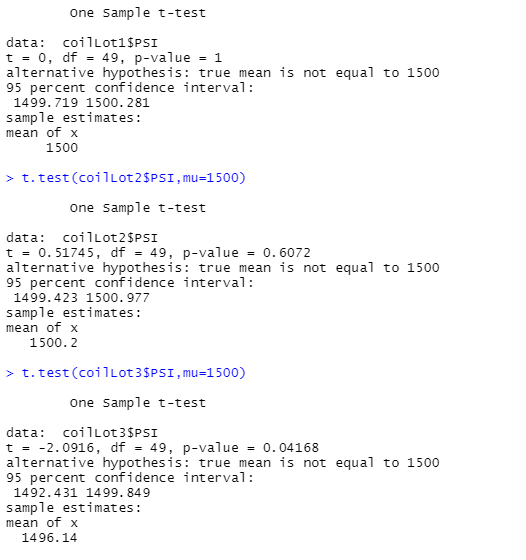 One Sample t-test
data:  coilLot1$PSI
t = 0, df = 49, p-value = 1
alternative hypothesis: true mean is not equal to 1500
95 percent confidence interval:
 1499.719 1500.281
sample estimates:
mean of x
     1500
> t.test(coilLot2$PSI,mu=1500)
One Sample t-test
data:  coilLot2$PSI
t = 0.51745, df = 49, p-value = 0.6072
alternative hypothesis: true mean is not equal to 1500
95 percent confidence interval:
 1499.423 1500.977
sample estimates:
mean of x
   1500.2
> t.test(coilLot3$PSI,mu=1500)
One Sample t-test
data:  coilLot3$PSI
t = -2.0916, df = 49, p-value = 0.04168
alternative hypothesis: true mean is not equal to 1500
95 percent confidence interval:
 1492.431 1499.849
sample estimates:
mean of x
  1496.14